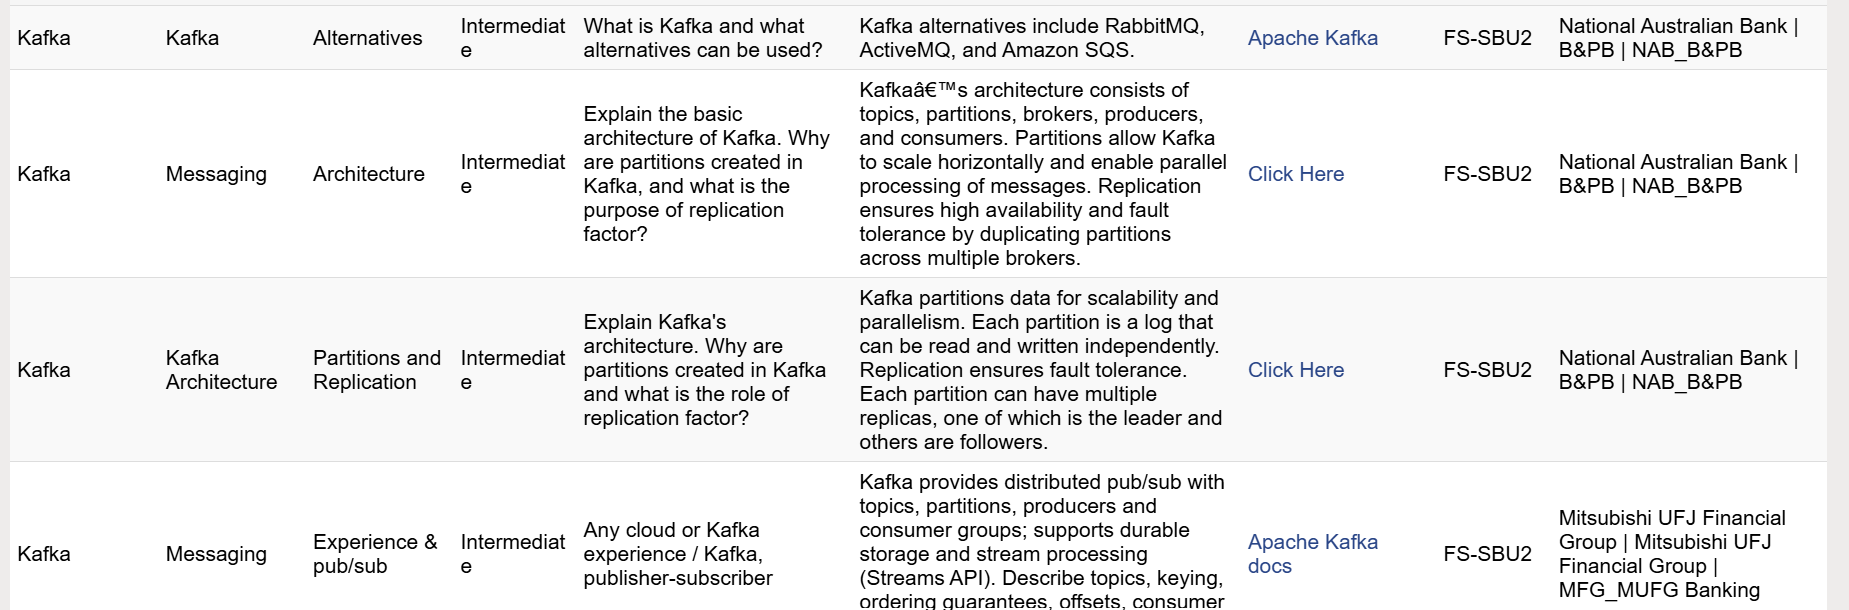 Kafka
Kafka
Alternatives
Intermediat
e
What is Kafka and what
alternatives can be used?
Kafka alternatives include RabbitMQ,
ActiveMQ, and Amazon SQS.
Apache Kafka
FS-SBU2
National Australian Bank |
B&PB | NAB_B&PB
Kafka
Messaging
Architecture
Intermediat
e
Explain the basic
architecture of Kafka. Why
are partitions created in
Kafka, and what is the
purpose of replication
factor?
Kafkaâ€™s architecture consists of
topics, partitions, brokers, producers,
and consumers. Partitions allow Kafka
to scale horizontally and enable parallel
processing of messages. Replication
ensures high availability and fault
tolerance by duplicating partitions
across multiple brokers.
Click Here
FS-SBU2
National Australian Bank |
B&PB | NAB_B&PB
Kafka
Kafka
Architecture
Partitions and
Replication
Intermediat
e
Explain Kafka's
architecture. Why are
partitions created in Kafka
and what is the role of
replication factor?
Kafka partitions data for scalability and
parallelism. Each partition is a log that
can be read and written independently.
Replication ensures fault tolerance.
Each partition can have multiple
replicas, one of which is the leader and
others are followers.
Click Here
FS-SBU2
National Australian Bank |
B&PB | NAB_B&PB
Kafka
Messaging
Experience &
pub/sub
Intermediat
e
Any cloud or Kafka
experience / Kafka,
publisher-subscriber
Kafka provides distributed pub/sub with
topics, partitions, producers and
consumer groups; supports durable
storage and stream processing
(Streams API). Describe topics, keying,
ordering guarantees, offsets, consumer
Apache Kafka
docs
FS-SBU2
Mitsubishi UFJ Financial
Group | Mitsubishi UFJ
Financial Group |
MFG_MUFG Banking